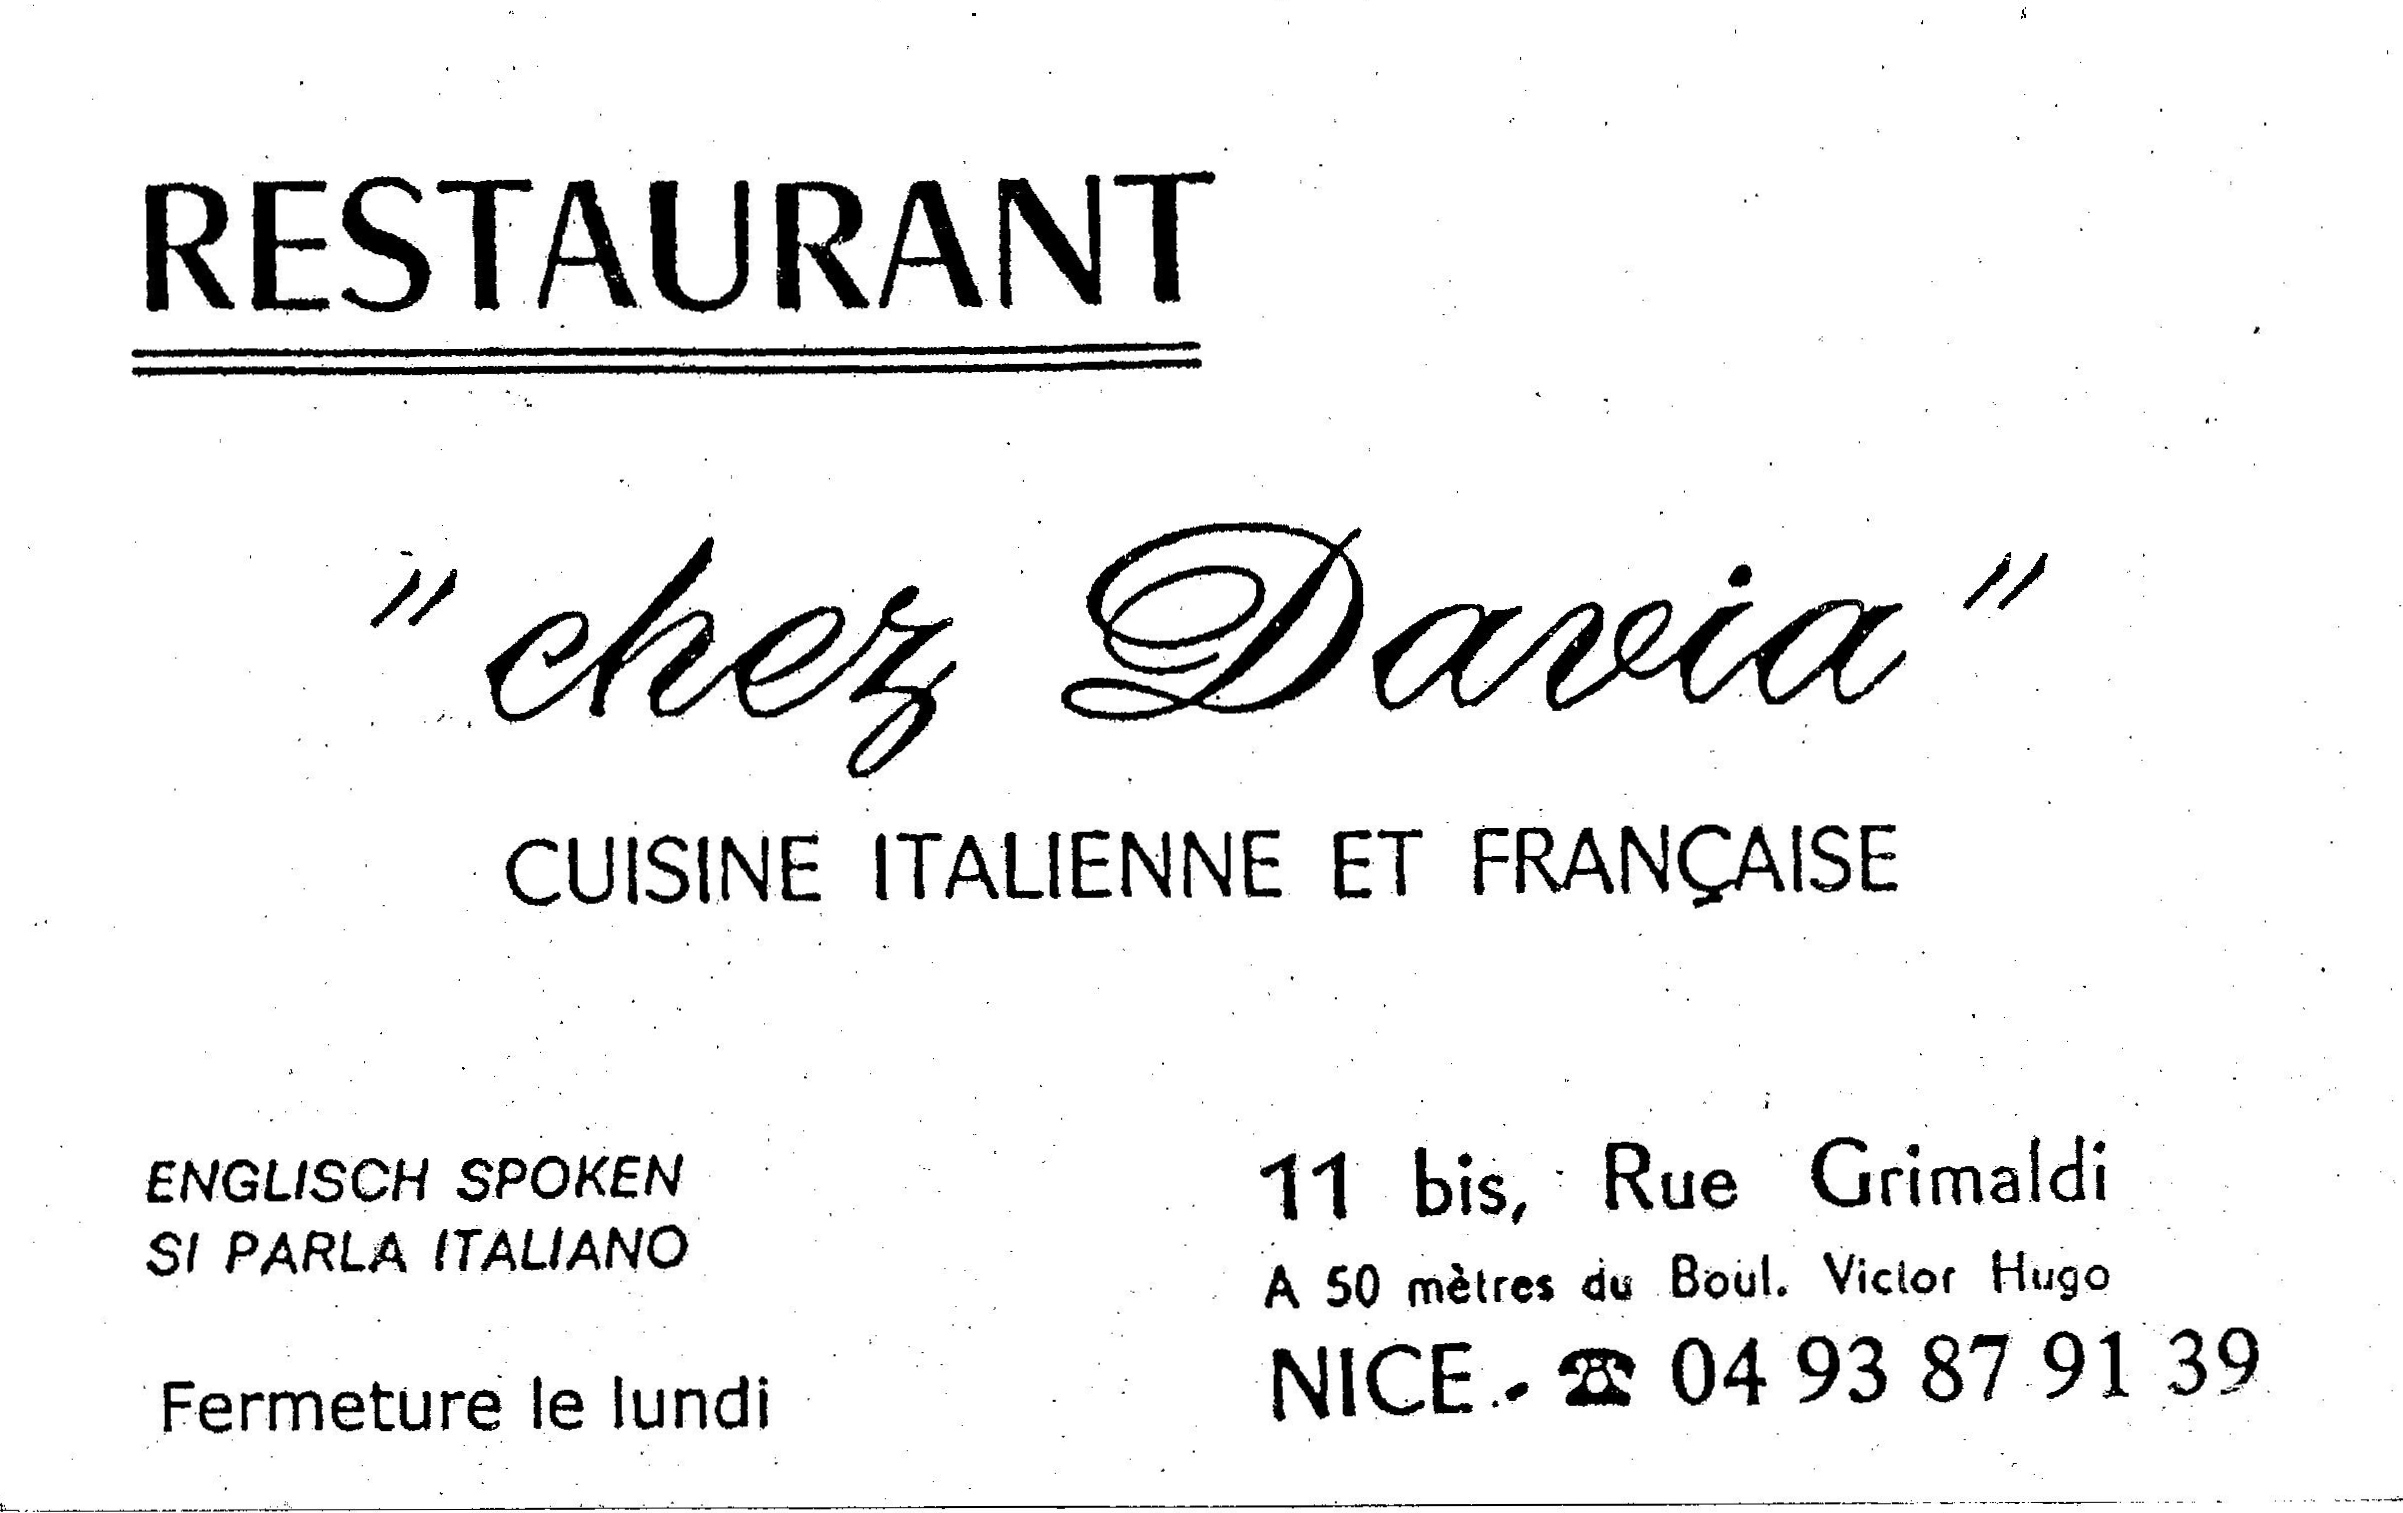 RESTAURANT
"chez Davia"
CUISINE ITALIENNE ET FRANÇAISE
ENGLISCH SPOKEN
SI PARLA ITALIANO
Fermeture le lundi
11 bis, Rue Grimaldi
A 50 mètres du Boul. Victor Hugo
NICE - ☎ 04 93 87 91 39